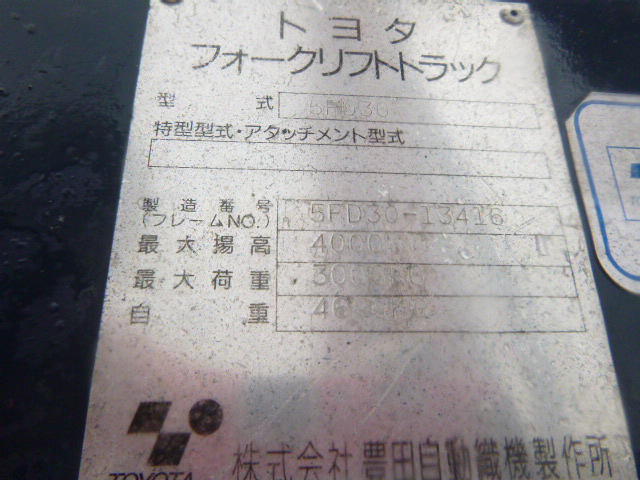 トヨタ
フォークリフトトラック
型 式 5FD30
特型型式・アタッチメント型式
製造番号
(フレームNO.) 5FD30-13416
最大揚高
最大荷重
自 重
TOYOTA 株式会社 豊田自動織機製作所